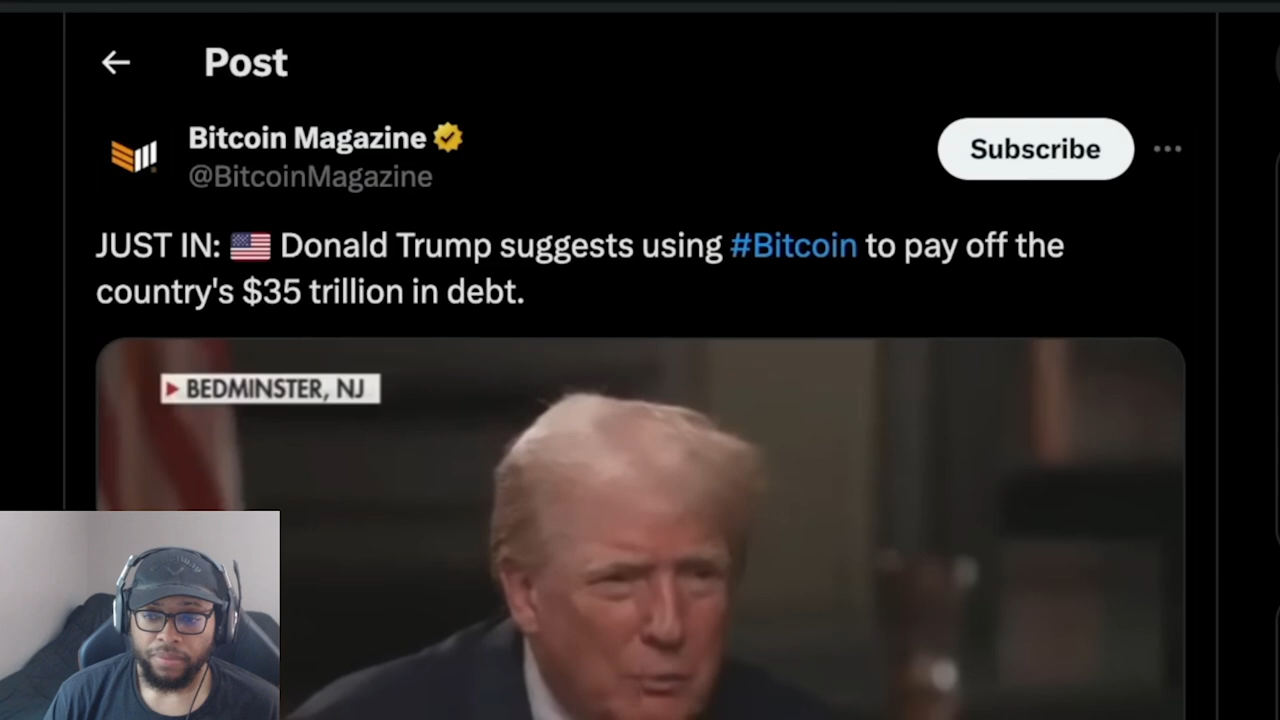 Post
Bitcoin Magazine
@BitcoinMagazine
Subscribe
JUST IN: 🇺🇸 Donald Trump suggests using #Bitcoin to pay off the
country's $35 trillion in debt.
BEDMINSTER, NJ